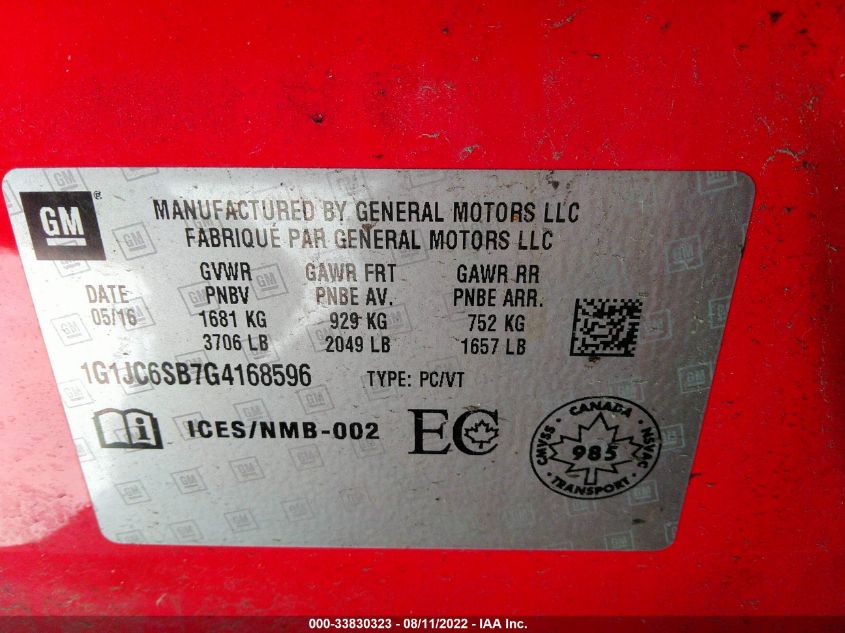 GM
MANUFACTURED BY GENERAL MOTORS LLC
FABRIQUÉ PAR GENERAL MOTORS LLC
DATE
05/16
GVWR
PNBV
1681 KG
3706 LB
GAWR FRT
PNBE AV.
929 KG
2049 LB
GAWR RR
PNBE ARR.
752 KG
1657 LB
1G1JC6SB7G4168596 TYPE: PC/VT
i ICES/NMB-002 EC
CANADA
CMVSS 985 NSVAC
TRANSPORT
000-33830323 - 08/11/2022 - IAA Inc.